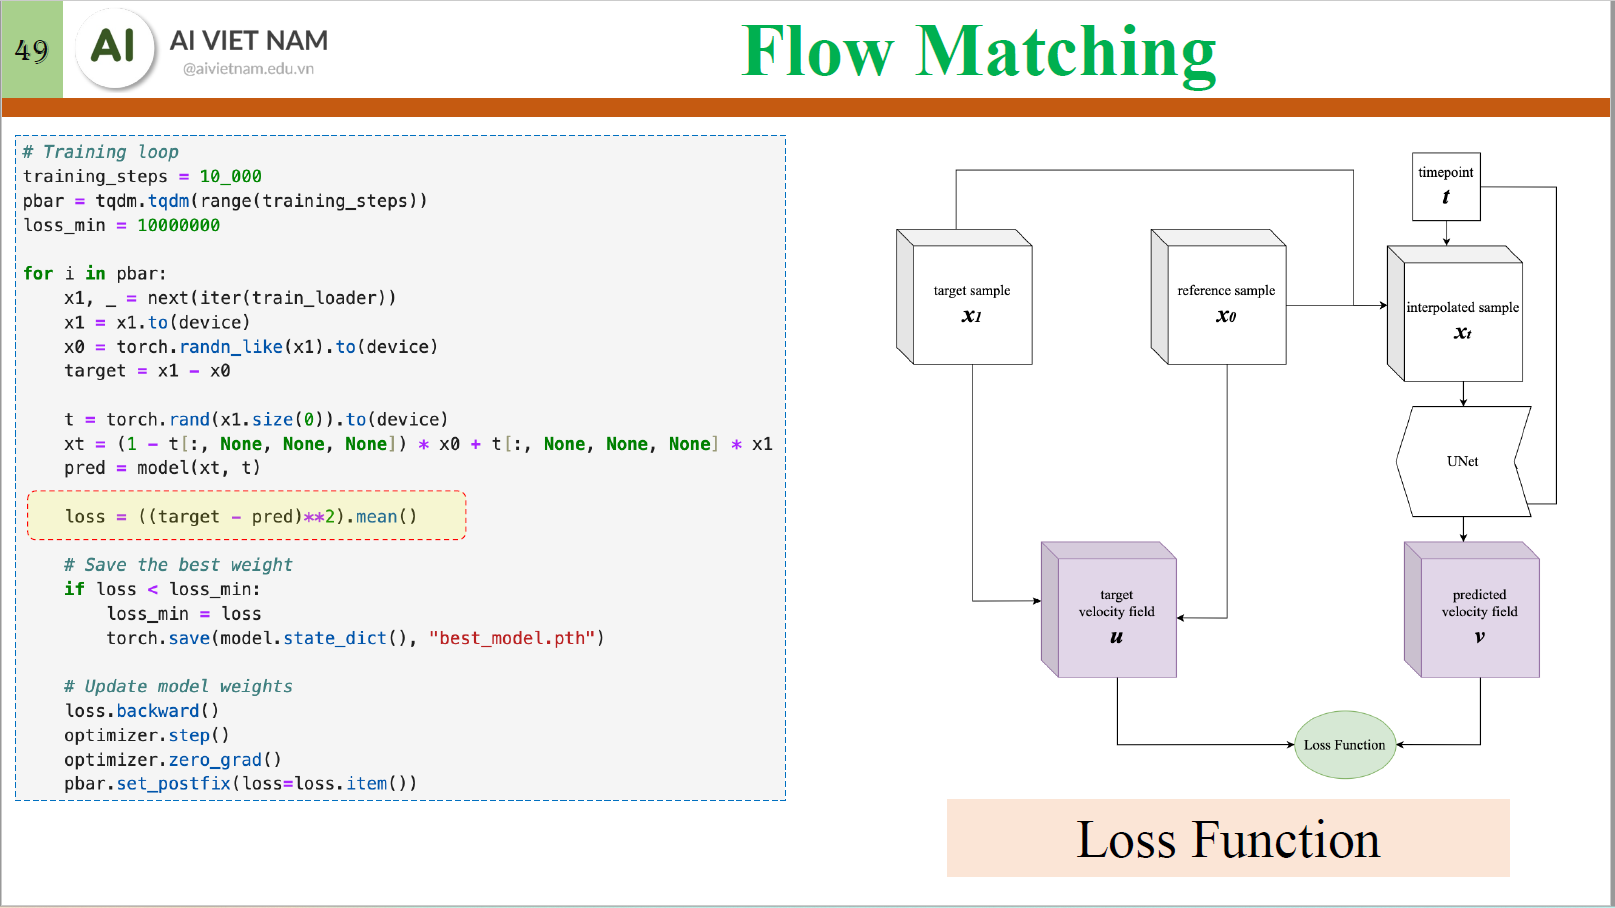 49
AI
AI VIET NAM
@aivietnam.edu.vn
Flow Matching
# Training loop
training_steps = 10_000
pbar = tqdm.tqdm(range(training_steps))
loss_min = 10000000
for i in pbar:
    x1, _ = next(iter(train_loader))
    x1 = x1.to(device)
    x0 = torch.randn_like(x1).to(device)
    target = x1 - x0
    t = torch.rand(x1.size(0)).to(device)
    xt = (1 - t[:, None, None, None]) * x0 + t[:, None, None, None] * x1
    pred = model(xt, t)
    loss = ((target - pred)**2).mean()
    # Save the best weight
    if loss < loss_min:
        loss_min = loss
        torch.save(model.state_dict(), "best_model.pth")
    # Update model weights
    loss.backward()
    optimizer.step()
    optimizer.zero_grad()
    pbar.set_postfix(loss=loss.item())
timepoint
t
target sample
x1
reference sample
x0
interpolated sample
xt
UNet
target
velocity field
u
predicted
velocity field
v
Loss Function
Loss Function